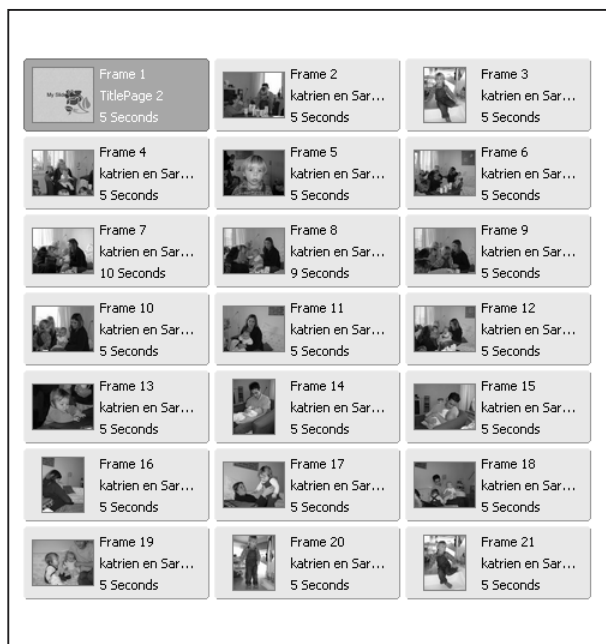 My Slid
Frame 1
TitlePage 2
5 Seconds
Frame 2
katrien en Sar...
5 Seconds
Frame 3
katrien en Sar...
5 Seconds
Frame 4
katrien en Sar...
5 Seconds
Frame 5
katrien en Sar...
5 Seconds
Frame 6
katrien en Sar...
5 Seconds
Frame 7
katrien en Sar...
10 Seconds
Frame 8
katrien en Sar...
9 Seconds
Frame 9
katrien en Sar...
5 Seconds
Frame 10
katrien en Sar...
5 Seconds
Frame 11
katrien en Sar...
5 Seconds
Frame 12
katrien en Sar...
5 Seconds
Frame 13
katrien en Sar...
5 Seconds
Frame 14
katrien en Sar...
5 Seconds
Frame 15
katrien en Sar...
5 Seconds
Frame 16
katrien en Sar...
5 Seconds
Frame 17
katrien en Sar...
5 Seconds
Frame 18
katrien en Sar...
5 Seconds
Frame 19
katrien en Sar...
5 Seconds
Frame 20
katrien en Sar...
5 Seconds
Frame 21
katrien en Sar...
5 Seconds